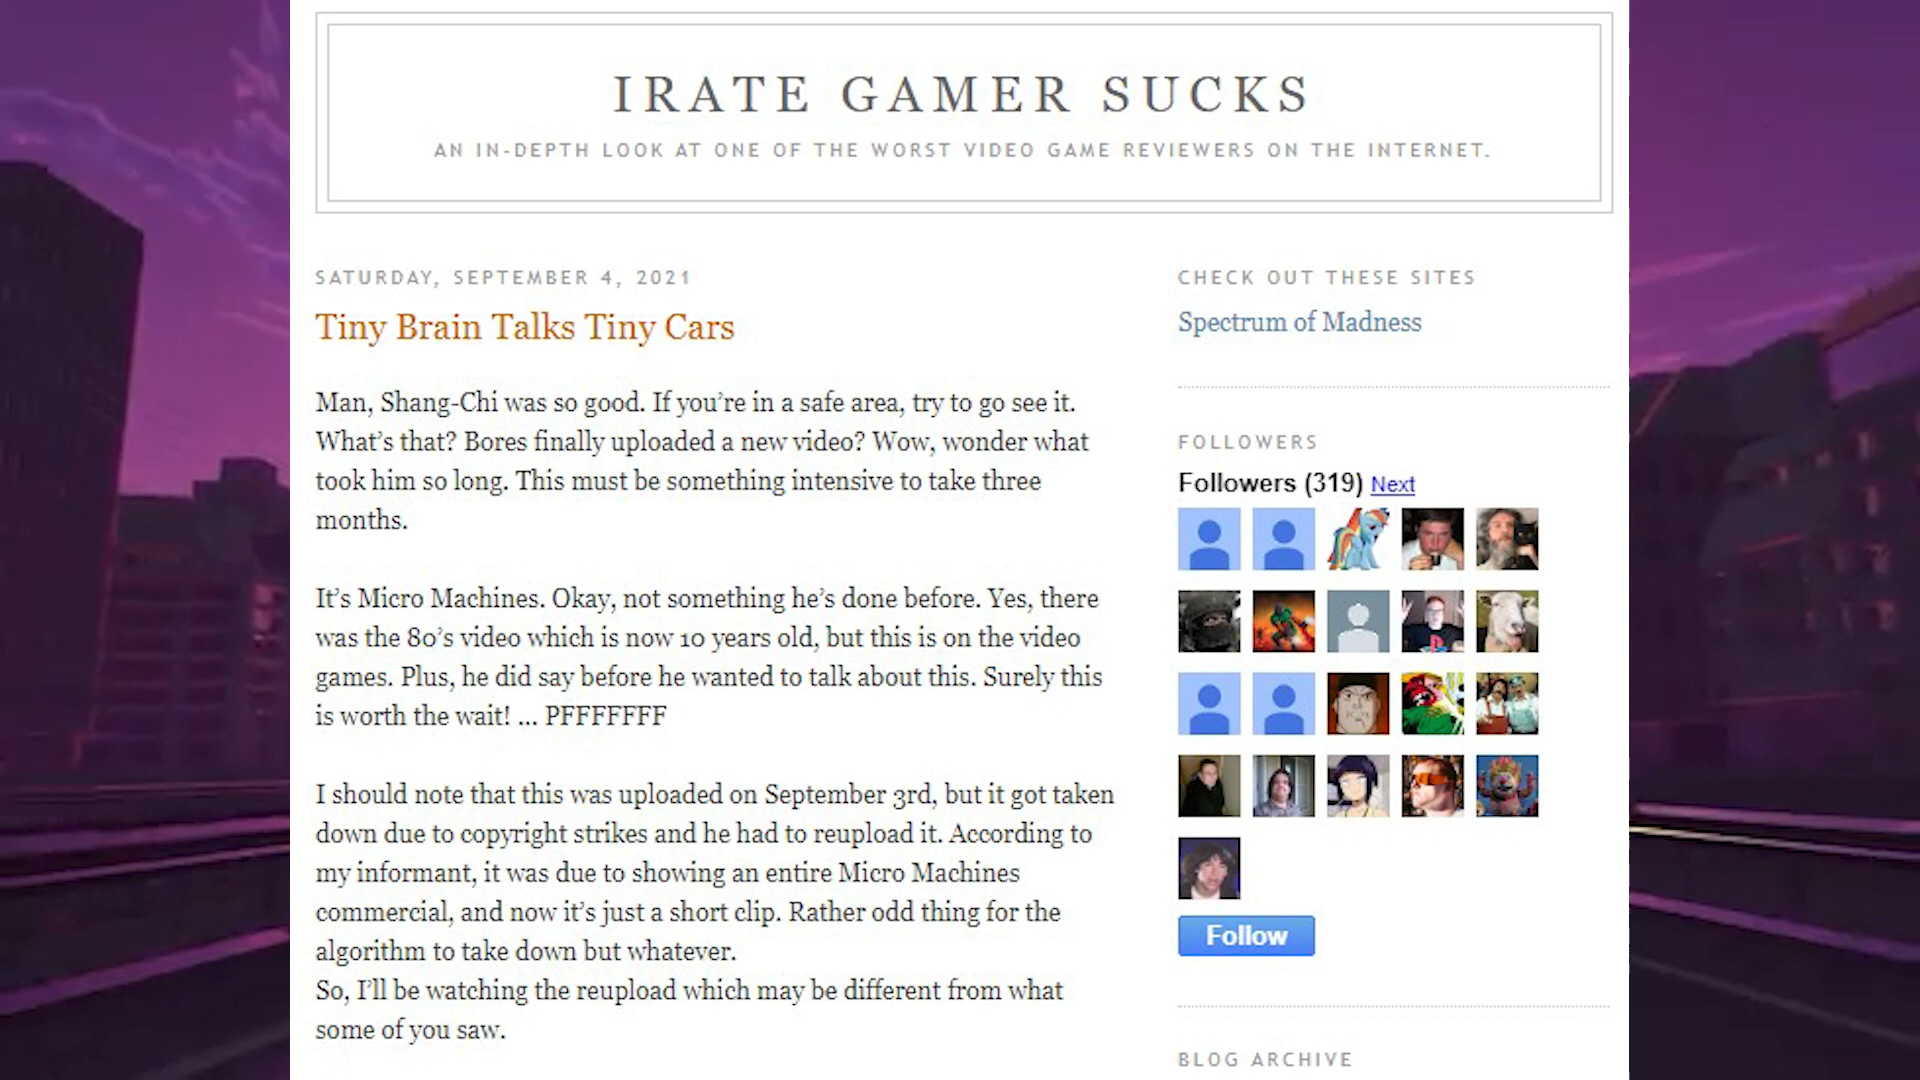 IRATE GAMER SUCKS
AN IN-DEPTH LOOK AT ONE OF THE WORST VIDEO GAME REVIEWERS ON THE INTERNET.
SATURDAY, SEPTEMBER 4, 2021
Tiny Brain Talks Tiny Cars
Man, Shang-Chi was so good. If you’re in a safe area, try to go see it.
What’s that? Bores finally uploaded a new video? Wow, wonder what
took him so long. This must be something intensive to take three
months.
It’s Micro Machines. Okay, not something he’s done before. Yes, there
was the 80’s video which is now 10 years old, but this is on the video
games. Plus, he did say before he wanted to talk about this. Surely this
is worth the wait! ... PFFFFFFF
I should note that this was uploaded on September 3rd, but it got taken
down due to copyright strikes and he had to reupload it. According to
my informant, it was due to showing an entire Micro Machines
commercial, and now it’s just a short clip. Rather odd thing for the
algorithm to take down but whatever.
So, I’ll be watching the reupload which may be different from what
some of you saw.
CHECK OUT THESE SITES
Spectrum of Madness
FOLLOWERS
Followers (319) Next
Follow
BLOG ARCHIVE